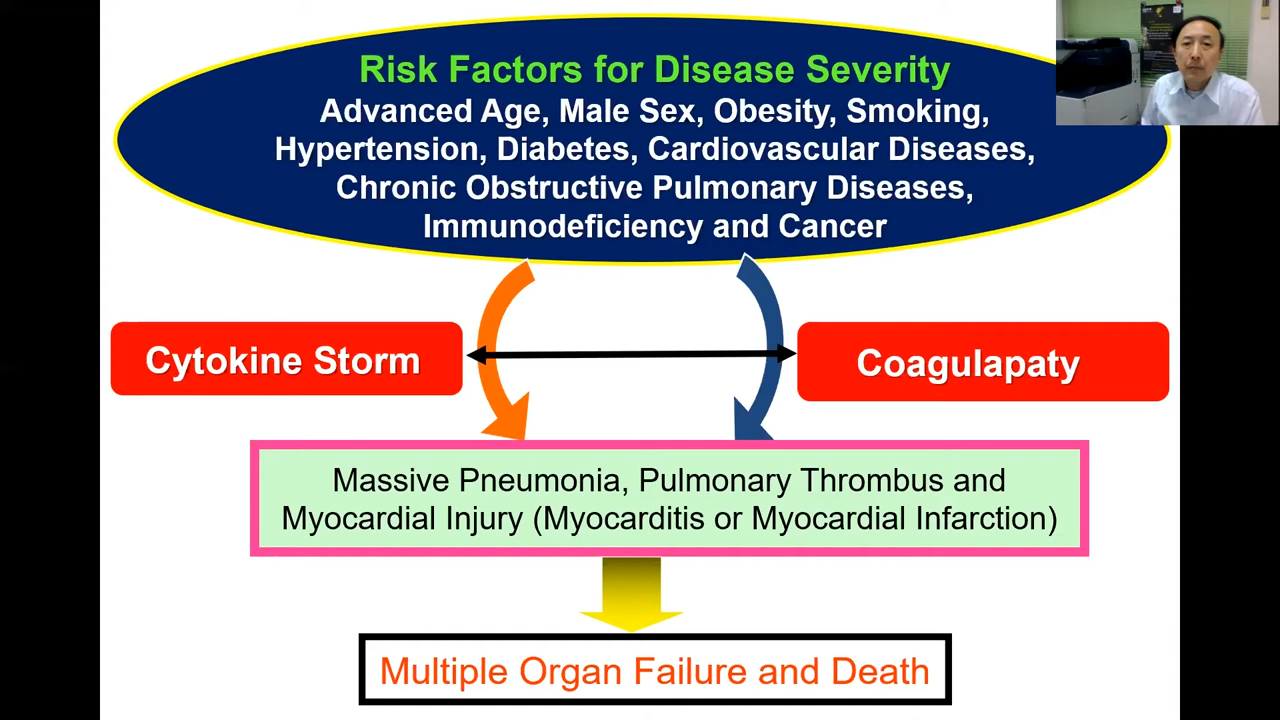 Risk Factors for Disease Severity
Advanced Age, Male Sex, Obesity, Smoking,
Hypertension, Diabetes, Cardiovascular Diseases,
Chronic Obstructive Pulmonary Diseases,
Immunodeficiency and Cancer
Cytokine Storm
Coagulapaty
Massive Pneumonia, Pulmonary Thrombus and
Myocardial Injury (Myocarditis or Myocardial Infarction)
Multiple Organ Failure and Death